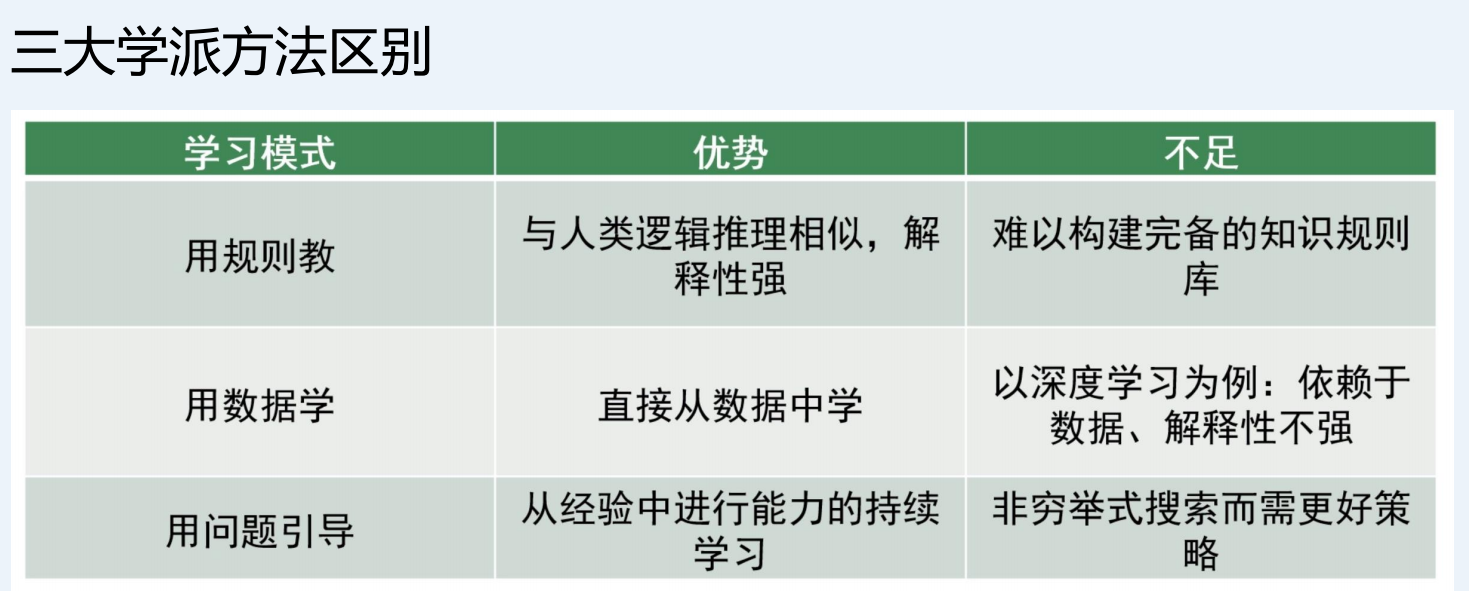 三大学派方法区别
学习模式
优势
不足
用规则教
与人类逻辑推理相似，解
释性强
难以构建完备的知识规则
库
用数据学
直接从数据中学
以深度学习为例：依赖于
数据、解释性不强
用问题引导
从经验中进行能力的持续
学习
非穷举式搜索而需更好策
略